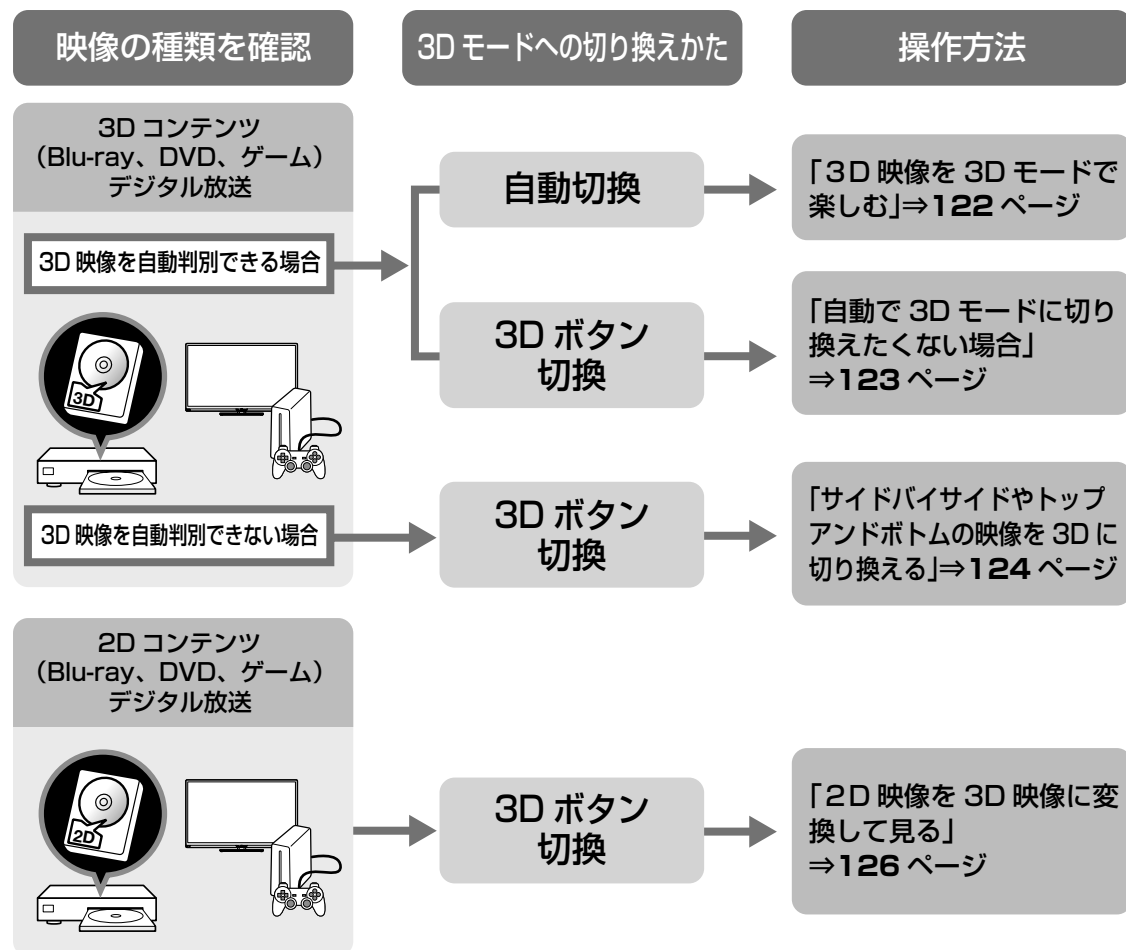 映像の種類を確認
3D モードへの切り換えかた
操作方法
3D コンテンツ
（Blu-ray、DVD、ゲーム）
デジタル放送
3D 映像を自動判別できる場合
3D
自動切換
「3D 映像を 3D モードで
楽しむ」⇒122 ページ
3D ボタン
切換
「自動で 3D モードに切り
換えたくない場合」
⇒123 ページ
3D 映像を自動判別できない場合
3D ボタン
切換
「サイドバイサイドやトップ
アンドボトムの映像を 3D に
切り換える」⇒124 ページ
2D コンテンツ
（Blu-ray、DVD、ゲーム）
デジタル放送
2D
3D ボタン
切換
「2D 映像を 3D 映像に変
換して見る」
⇒126 ページ